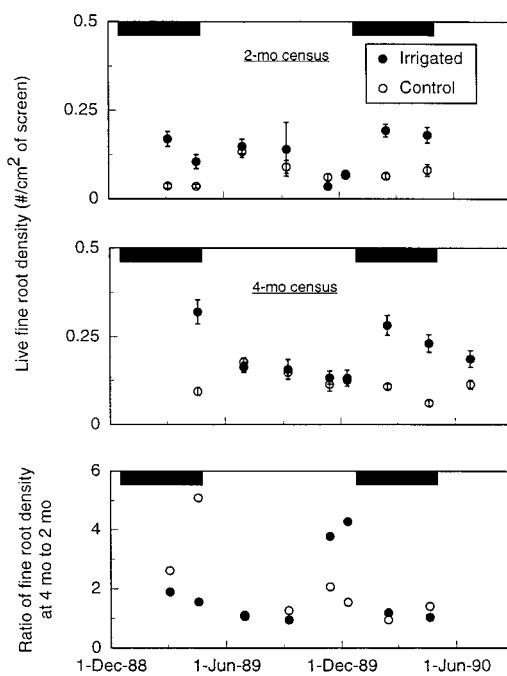 0.5
2-mo census
Irrigated
Control
0.25
0
Live fine root density (#/cm² of screen)
0.5
4-mo census
0.25
0
Ratio of fine root density
at 4 mo to 2 mo
6
4
2
0
1-Dec-88
1-Jun-89
1-Dec-89
1-Jun-90